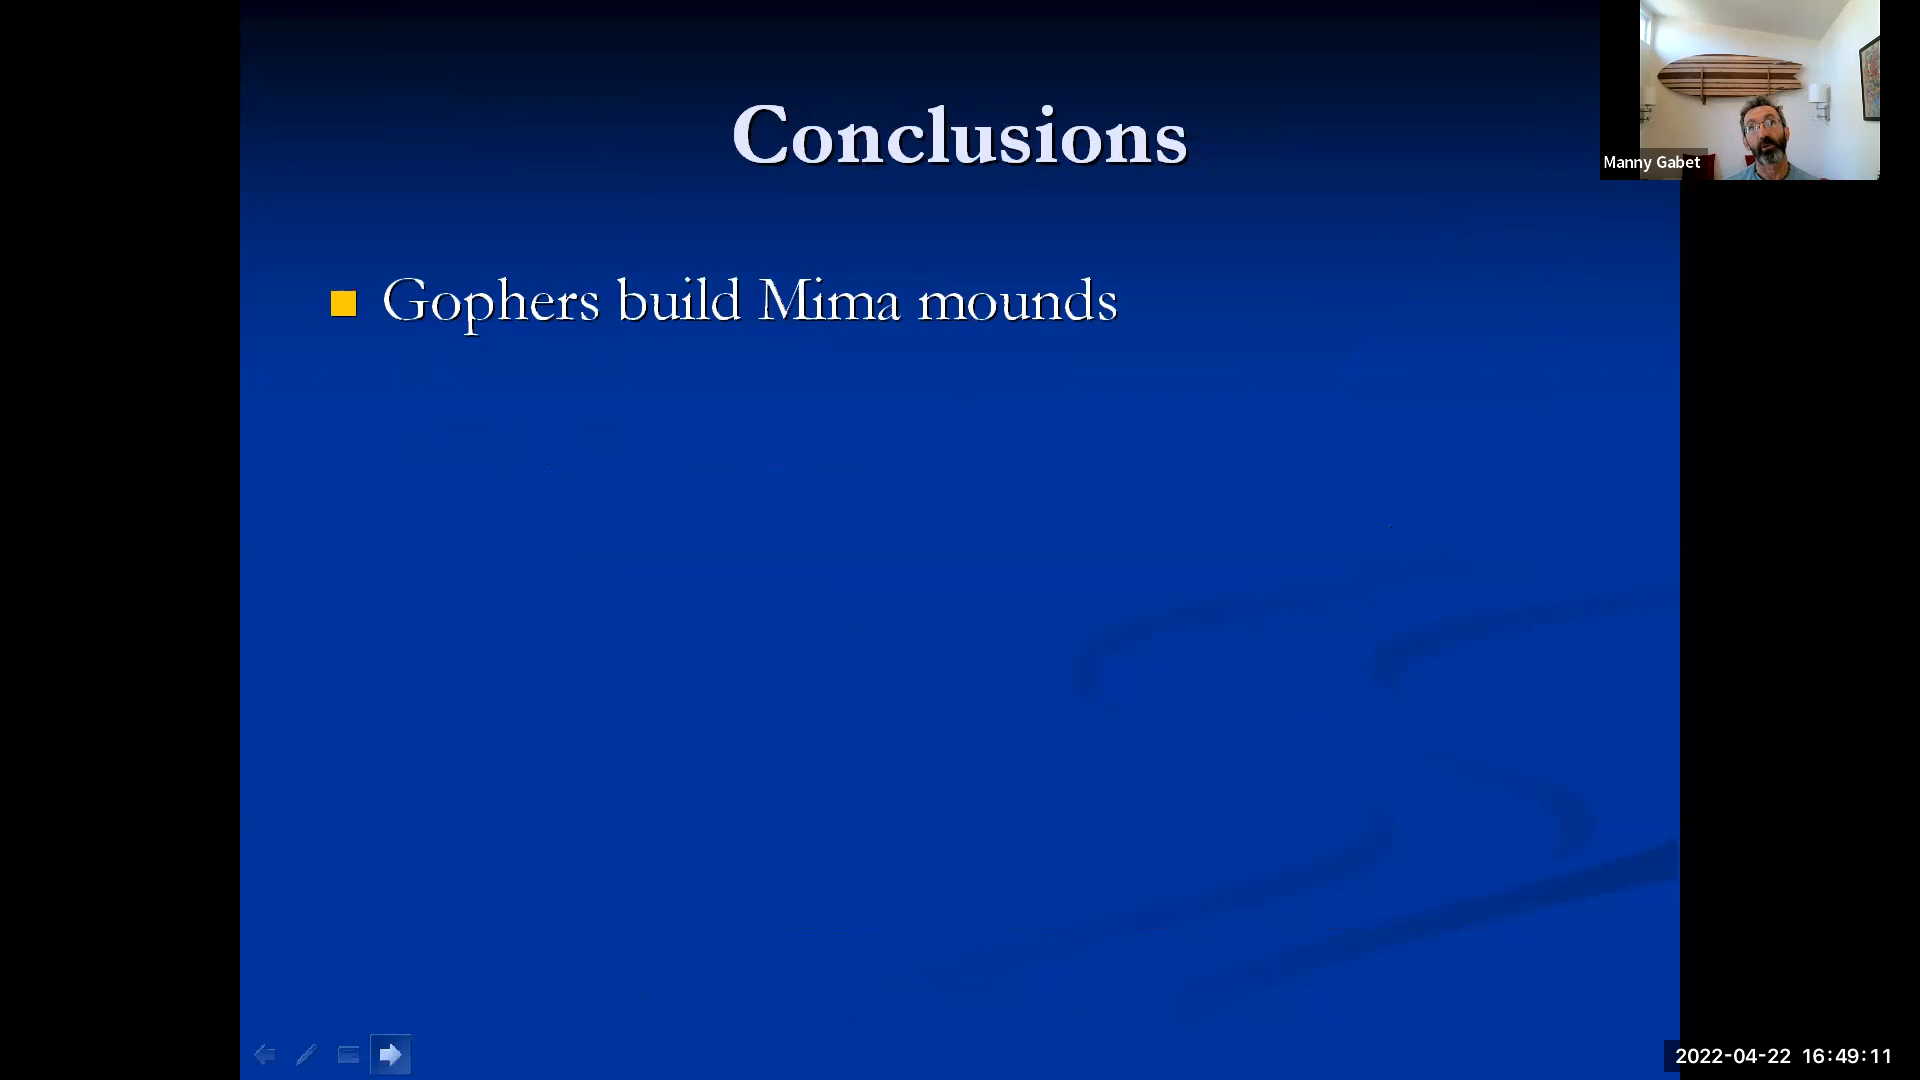 Conclusions
Gophers build Mima mounds
Manny Gabet
2022-04-22 16:49:11